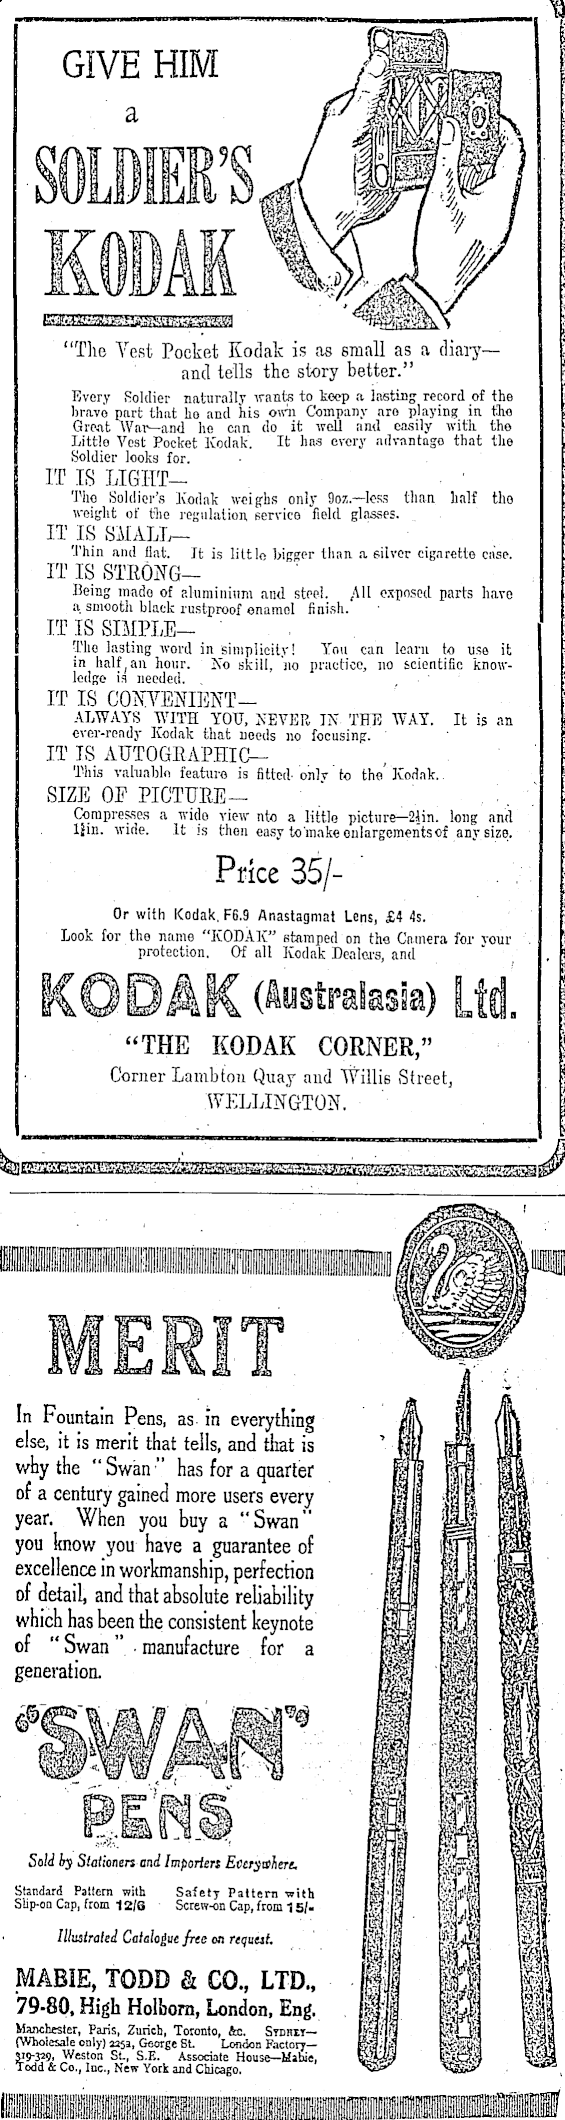 GIVE HIM
a
SOLDIER'S
KODAK
"The Vest Pocket Kodak is as small as a diary—
and tells the story better."
Every Soldier naturally wants to keep a lasting record of the
brave part that he and his own Company are playing in the
Great War—and he can do it well and easily with the
Little Vest Pocket Kodak. It has every advantage that the
Soldier looks for.
IT IS LIGHT—
The Soldier's Kodak weighs only 9oz.—less than half the
weight of the regulation service field glasses.
IT IS SMALL—
Thin and flat. It is little bigger than a silver cigarette case.
IT IS STRONG—
Being made of aluminium and steel. All exposed parts have
a smooth black rustproof enamel finish.
IT IS SIMPLE—
The lasting word in simplicity! You can learn to use it
in half an hour. No skill, no practice, no scientific know-
ledge is needed.
IT IS CONVENIENT—
ALWAYS WITH YOU, NEVER IN THE WAY. It is an
ever-ready Kodak that needs no focusing.
IT IS AUTOGRAPHIC—
This valuable feature is fitted only to the Kodak.
SIZE OF PICTURE—
Compresses a wide view nto a little picture—2½in. long and
1⅝in. wide. It is then easy to make enlargements of any size.
Price 35/-
Or with Kodak F6.9 Anastagmat Lens, £4 4s.
Look for the name "KODAK" stamped on the Camera for your
protection. Of all Kodak Dealers, and
KODAK (Australasia) Ltd.
"THE KODAK CORNER,"
Corner Lambton Quay and Willis Street,
WELLINGTON.
MERIT
In Fountain Pens, as in everything
else, it is merit that tells, and that is
why the "Swan" has for a quarter
of a century gained more users every
year. When you buy a "Swan"
you know you have a guarantee of
excellence in workmanship, perfection
of detail, and that absolute reliability
which has been the consistent keynote
of "Swan" manufacture for a
generation.
"SWAN"
PENS
Sold by Stationers and Importers Everywhere.
Standard Pattern with Slip-on Cap, from 12/6
Safety Pattern with Screw-on Cap, from 15/-
Illustrated Catalogue free on request.
MABIE, TODD & CO., LTD.,
79-80, High Holborn, London, Eng.
Manchester, Paris, Zurich, Toronto, &c. SYDNEY—
(Wholesale only) 225a, George St. London Factory—
319-329, Weston St., S.E. Associate House—Mabie,
Todd & Co., Inc., New York and Chicago.